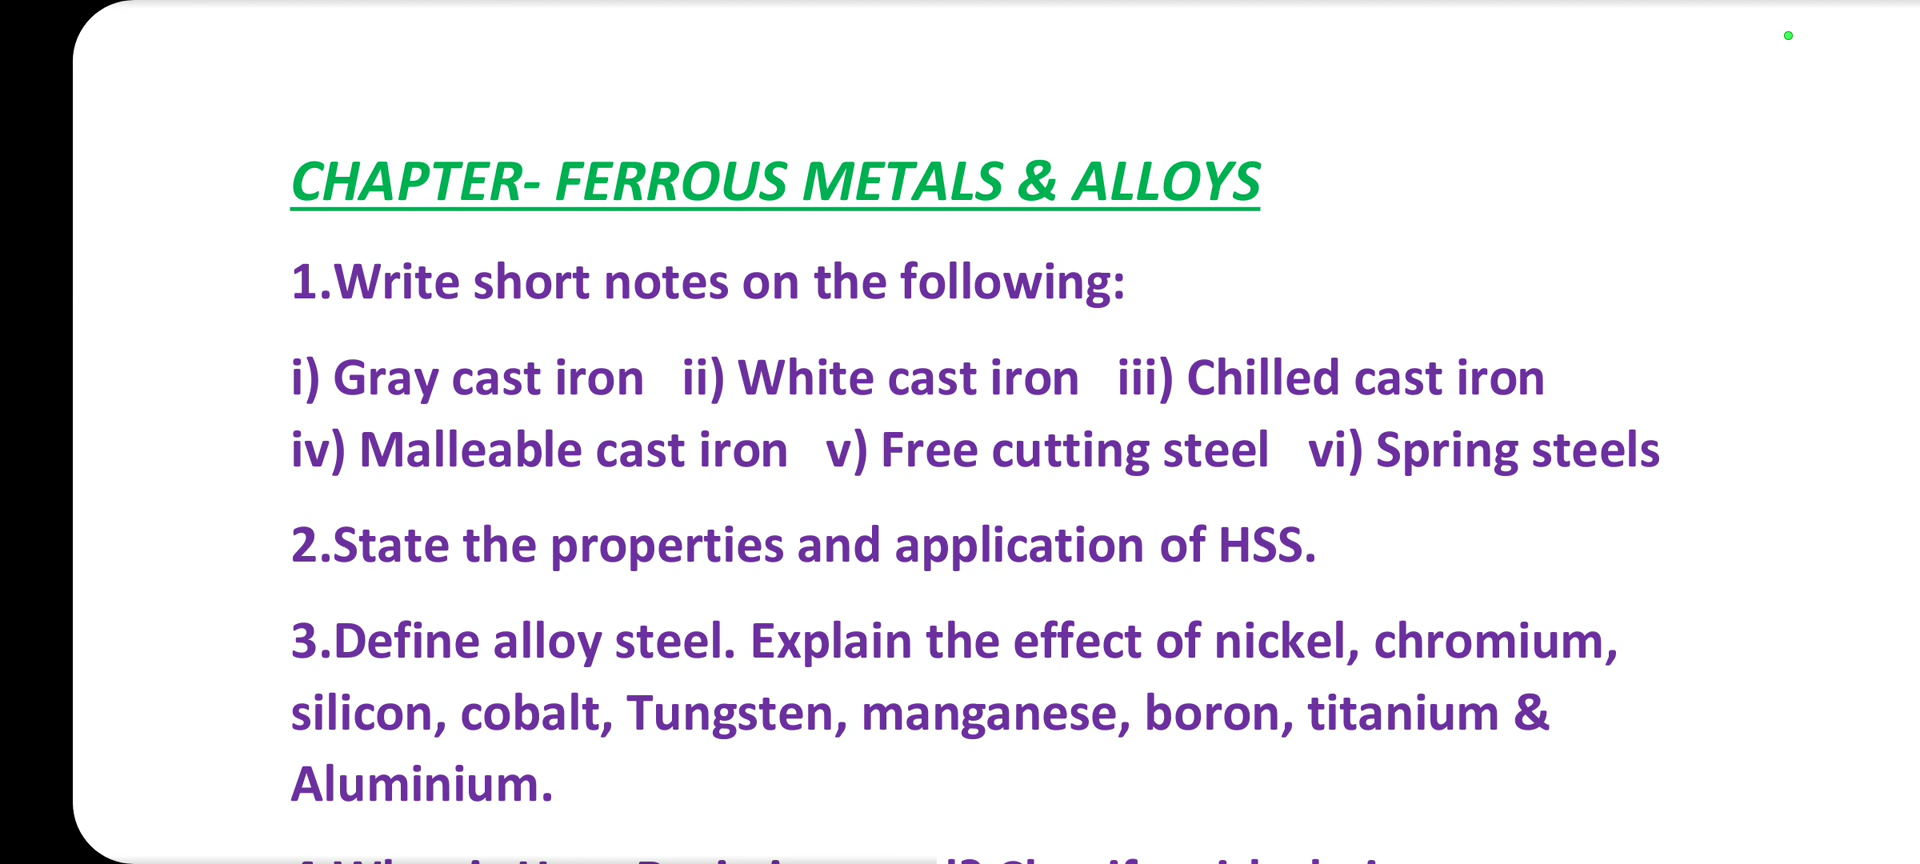 CHAPTER- FERROUS METALS & ALLOYS
1.Write short notes on the following:
i) Gray cast iron ii) White cast iron iii) Chilled cast iron
iv) Malleable cast iron v) Free cutting steel vi) Spring steels
2.State the properties and application of HSS.
3.Define alloy steel. Explain the effect of nickel, chromium,
silicon, cobalt, Tungsten, manganese, boron, titanium &
Aluminium.